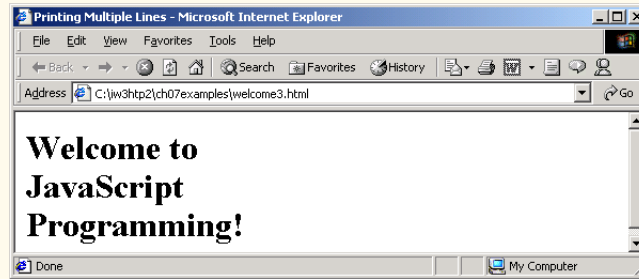 Printing Multiple Lines - Microsoft Internet Explorer
File Edit View Favorites Tools Help
Back Search Favorites History
Address C:\iw3htp2\ch07examples\welcome3.html Go
Welcome to
JavaScript
Programming!
Done My Computer